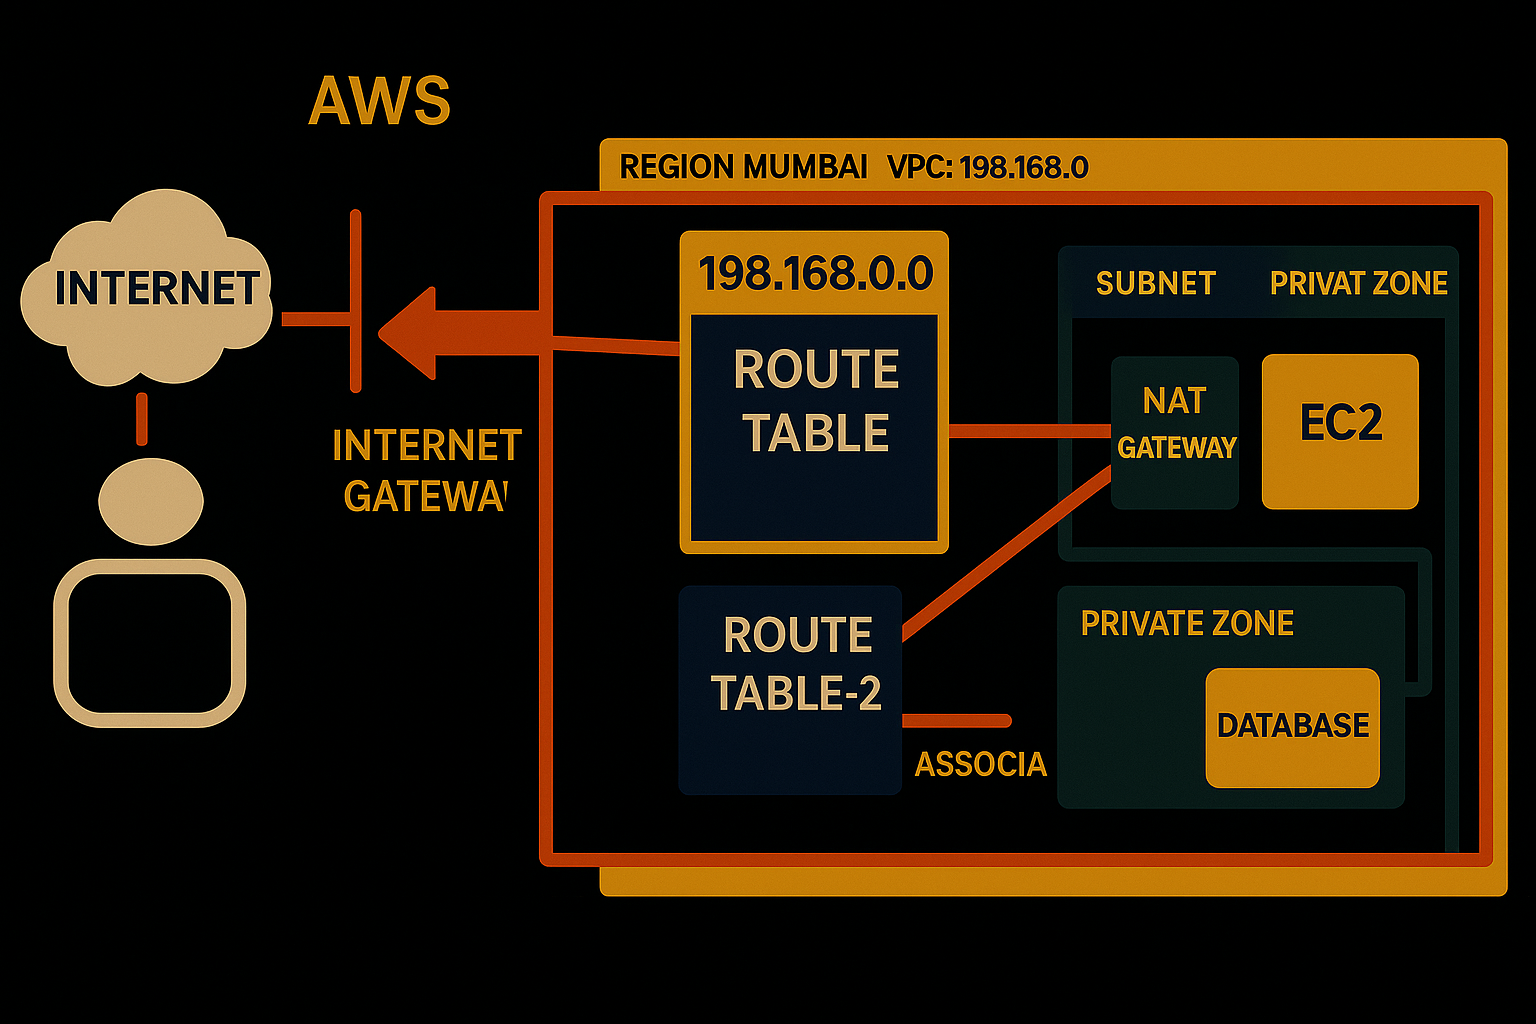 AWS
REGION MUMBAI VPC: 198.168.0
INTERNET
198.168.0.0
ROUTE
TABLE
SUBNET PRIVAT ZONE
NAT
GATEWAY
EC2
INTERNET
GATEWA
ROUTE
TABLE-2
ASSOCIA
PRIVATE ZONE
DATABASE